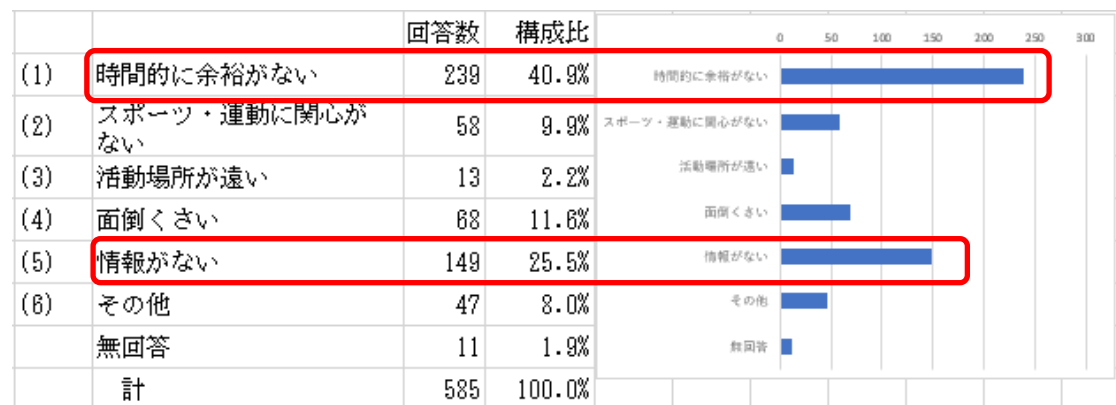 回答数 構成比
(1) 時間的に余裕がない 239 40.9%
(2) スポーツ・運動に関心が
ない 58 9.9%
(3) 活動場所が遠い 13 2.2%
(4) 面倒くさい 68 11.6%
(5) 情報がない 149 25.5%
(6) その他 47 8.0%
無回答 11 1.9%
計 585 100.0%
0 50 100 150 200 250 300
時間的に余裕がない
スポーツ・運動に関心がない
活動場所が遠い
面倒くさい
情報がない
その他
無回答